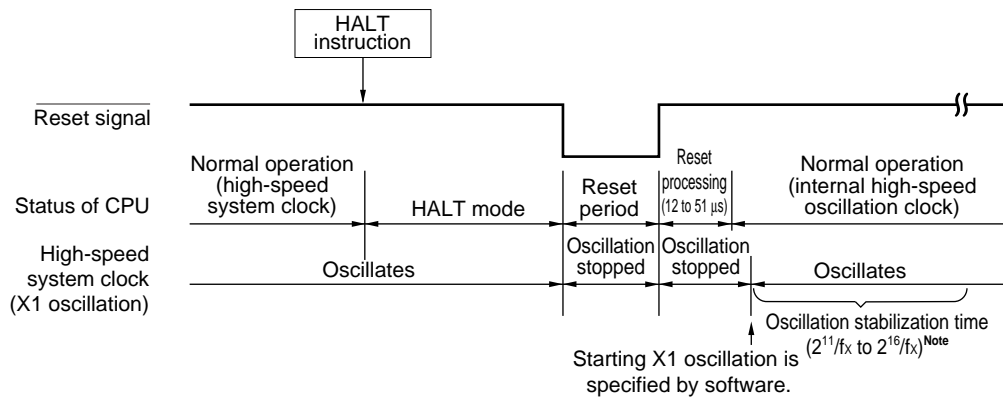 HALT
instruction
Reset signal
Normal operation
(high-speed
system clock)
Reset
processing
(12 to 51 µs)
Normal operation
(internal high-speed
oscillation clock)
Status of CPU
HALT mode
Reset
period
High-speed
system clock
(X1 oscillation)
Oscillates
Oscillation
stopped
Oscillation
stopped
Oscillates
Oscillation stabilization time
(2¹¹/fx to 2¹⁶/fx)Note
Starting X1 oscillation is
specified by software.